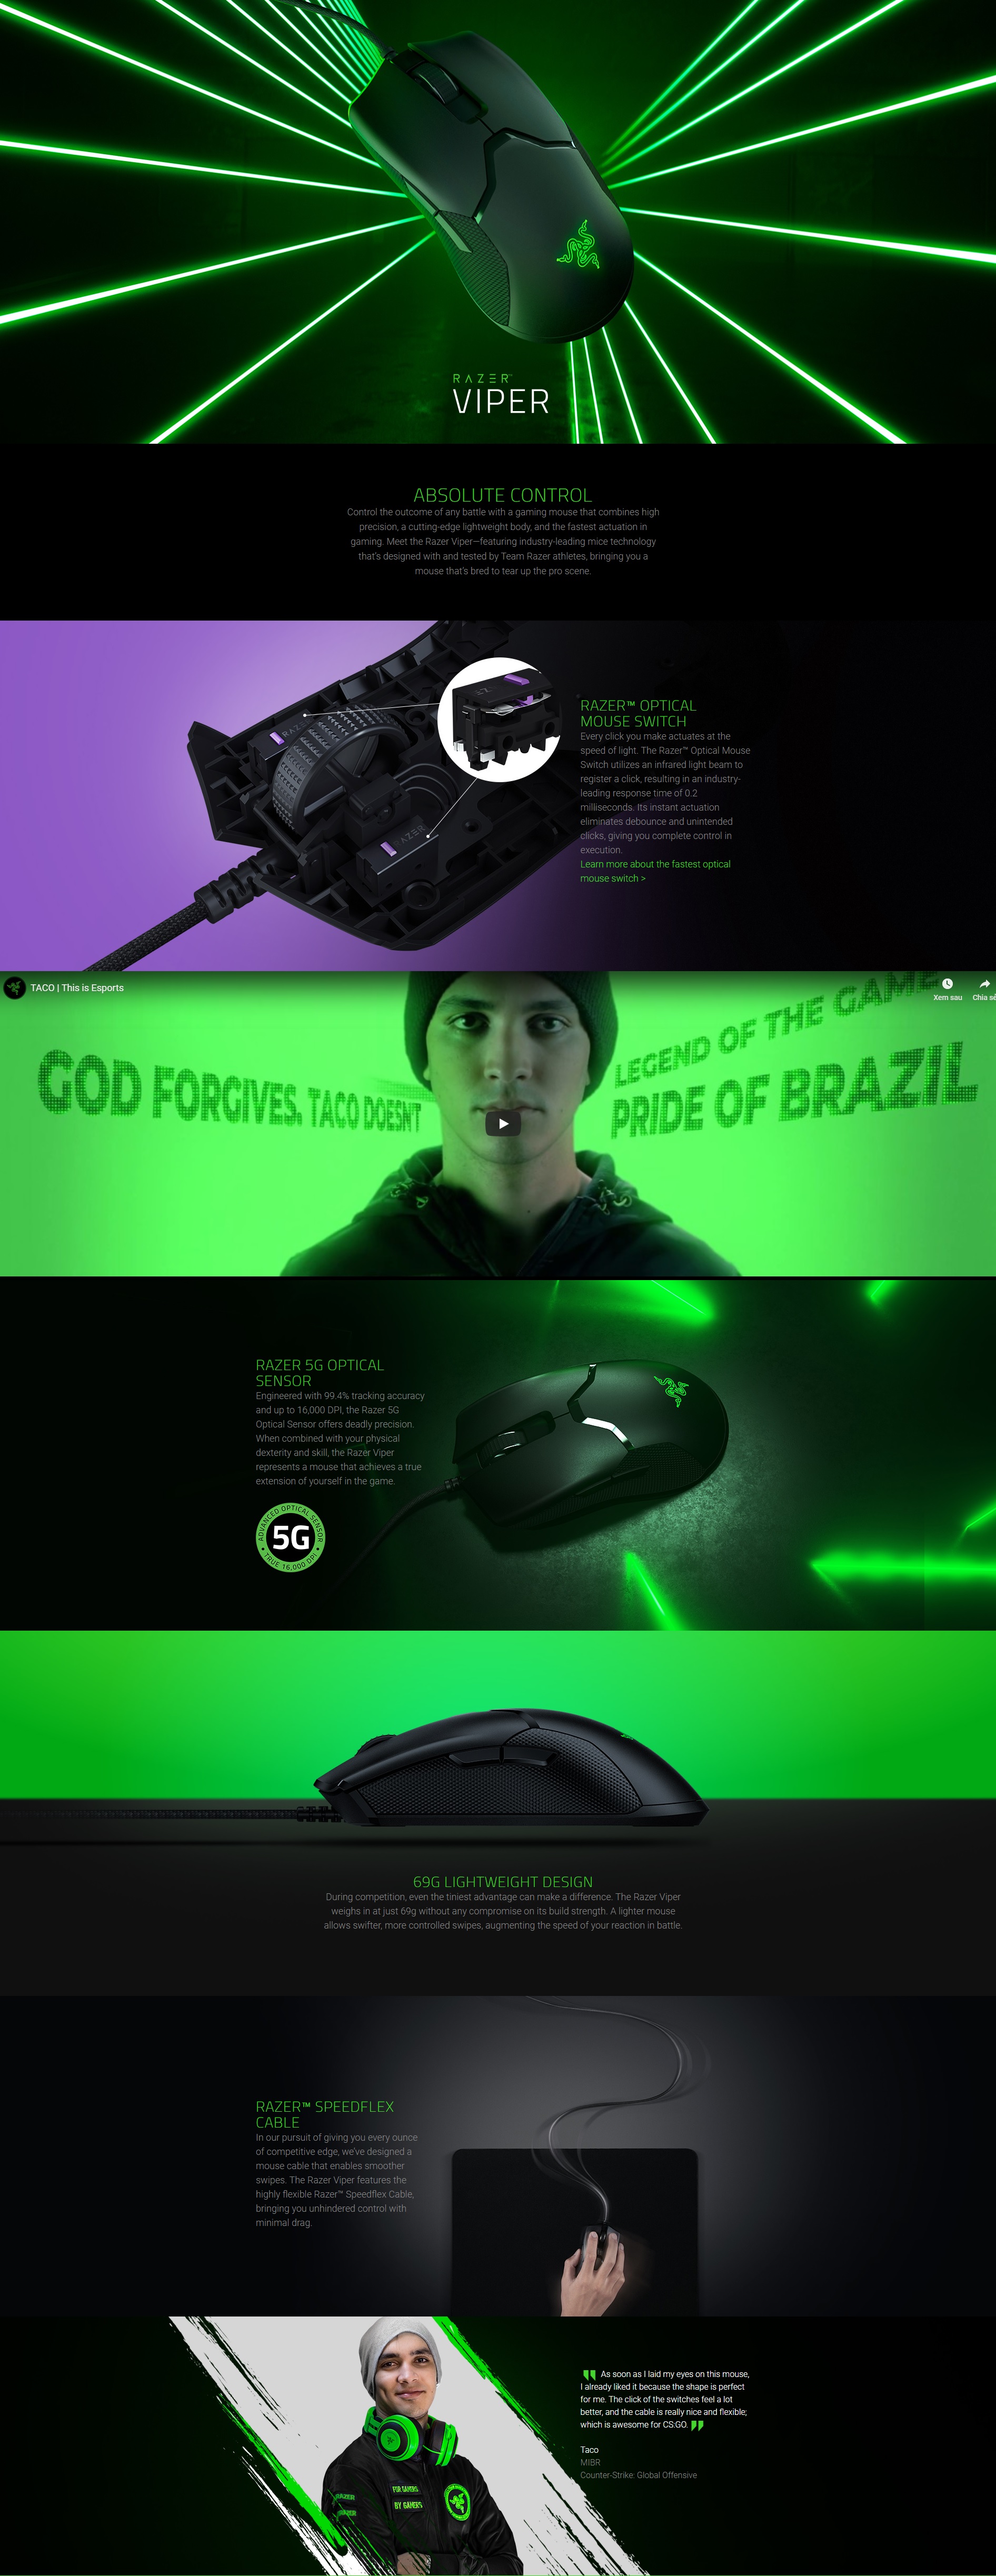 RAZER™
VIPER
ABSOLUTE CONTROL
Control the outcome of any battle with a gaming mouse that combines high
precision, a cutting-edge lightweight body, and the fastest actuation in
gaming. Meet the Razer Viper—featuring industry-leading mice technology
that's designed with and tested by Team Razer athletes, bringing you a
mouse that's bred to tear up the pro scene.
RAZER™ OPTICAL
MOUSE SWITCH
Every click you make actuates at the
speed of light. The Razer™ Optical Mouse
Switch utilizes an infrared light beam to
register a click, resulting in an industry-
leading response time of 0.2
milliseconds. Its instant actuation
eliminates debounce and unintended
clicks, giving you complete control in
execution.
Learn more about the fastest optical
mouse switch >
TACO | This is Esports
Xem sau
Chia sẻ
GOD FORGIVES, TACO DOESNT
LEGEND OF THE GAME
PRIDE OF BRAZIL
RAZER 5G OPTICAL
SENSOR
Engineered with 99.4% tracking accuracy
and up to 16,000 DPI, the Razer 5G
Optical Sensor offers deadly precision.
When combined with your physical
dexterity and skill, the Razer Viper
represents a mouse that achieves a true
extension of yourself in the game.
ADVANCED OPTICAL SENSOR
5G
TRUE 16,000 DPI
69G LIGHTWEIGHT DESIGN
During competition, even the tiniest advantage can make a difference. The Razer Viper
weighs in at just 69g without any compromise on its build strength. A lighter mouse
allows swifter, more controlled swipes, augmenting the speed of your reaction in battle.
RAZER™ SPEEDFLEX
CABLE
In our pursuit of giving you every ounce
of competitive edge, we've designed a
mouse cable that enables smoother
swipes. The Razer Viper features the
highly flexible Razer™ Speedflex Cable,
bringing you unhindered control with
minimal drag.
As soon as I laid my eyes on this mouse,
I already liked it because the shape is perfect
for me. The click of the switches feel a lot
better, and the cable is really nice and flexible;
which is awesome for CS:GO.
Taco
MIBR
Counter-Strike: Global Offensive
RAZER
RAZER
FOR GAMERS
BY GAMERS